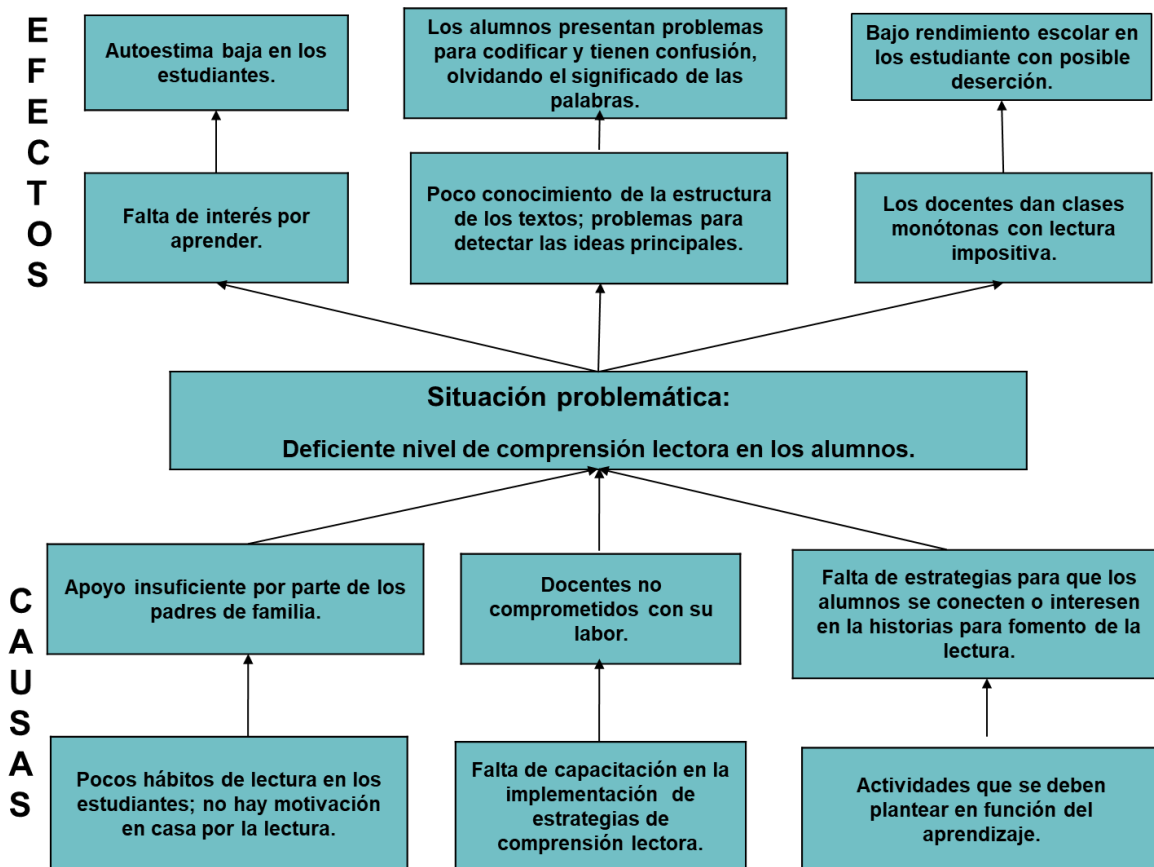 EFECTOS
Autoestima baja en los
estudiantes.
Los alumnos presentan problemas
para codificar y tienen confusión,
olvidando el significado de las
palabras.
Bajo rendimiento escolar en
los estudiante con posible
deserción.
Falta de interés por
aprender.
Poco conocimiento de la estructura
de los textos; problemas para
detectar las ideas principales.
Los docentes dan clases
monótonas con lectura
impositiva.
Situación problemática:
Deficiente nivel de comprensión lectora en los alumnos.
CAUSAS
Apoyo insuficiente por parte de los
padres de familia.
Docentes no
comprometidos con su
labor.
Falta de estrategias para que los
alumnos se conecten o interesen
en la historias para fomento de la
lectura.
Pocos hábitos de lectura en los
estudiantes; no hay motivación
en casa por la lectura.
Falta de capacitación en la
implementación de
estrategias de
comprensión lectora.
Actividades que se deben
plantear en función del
aprendizaje.